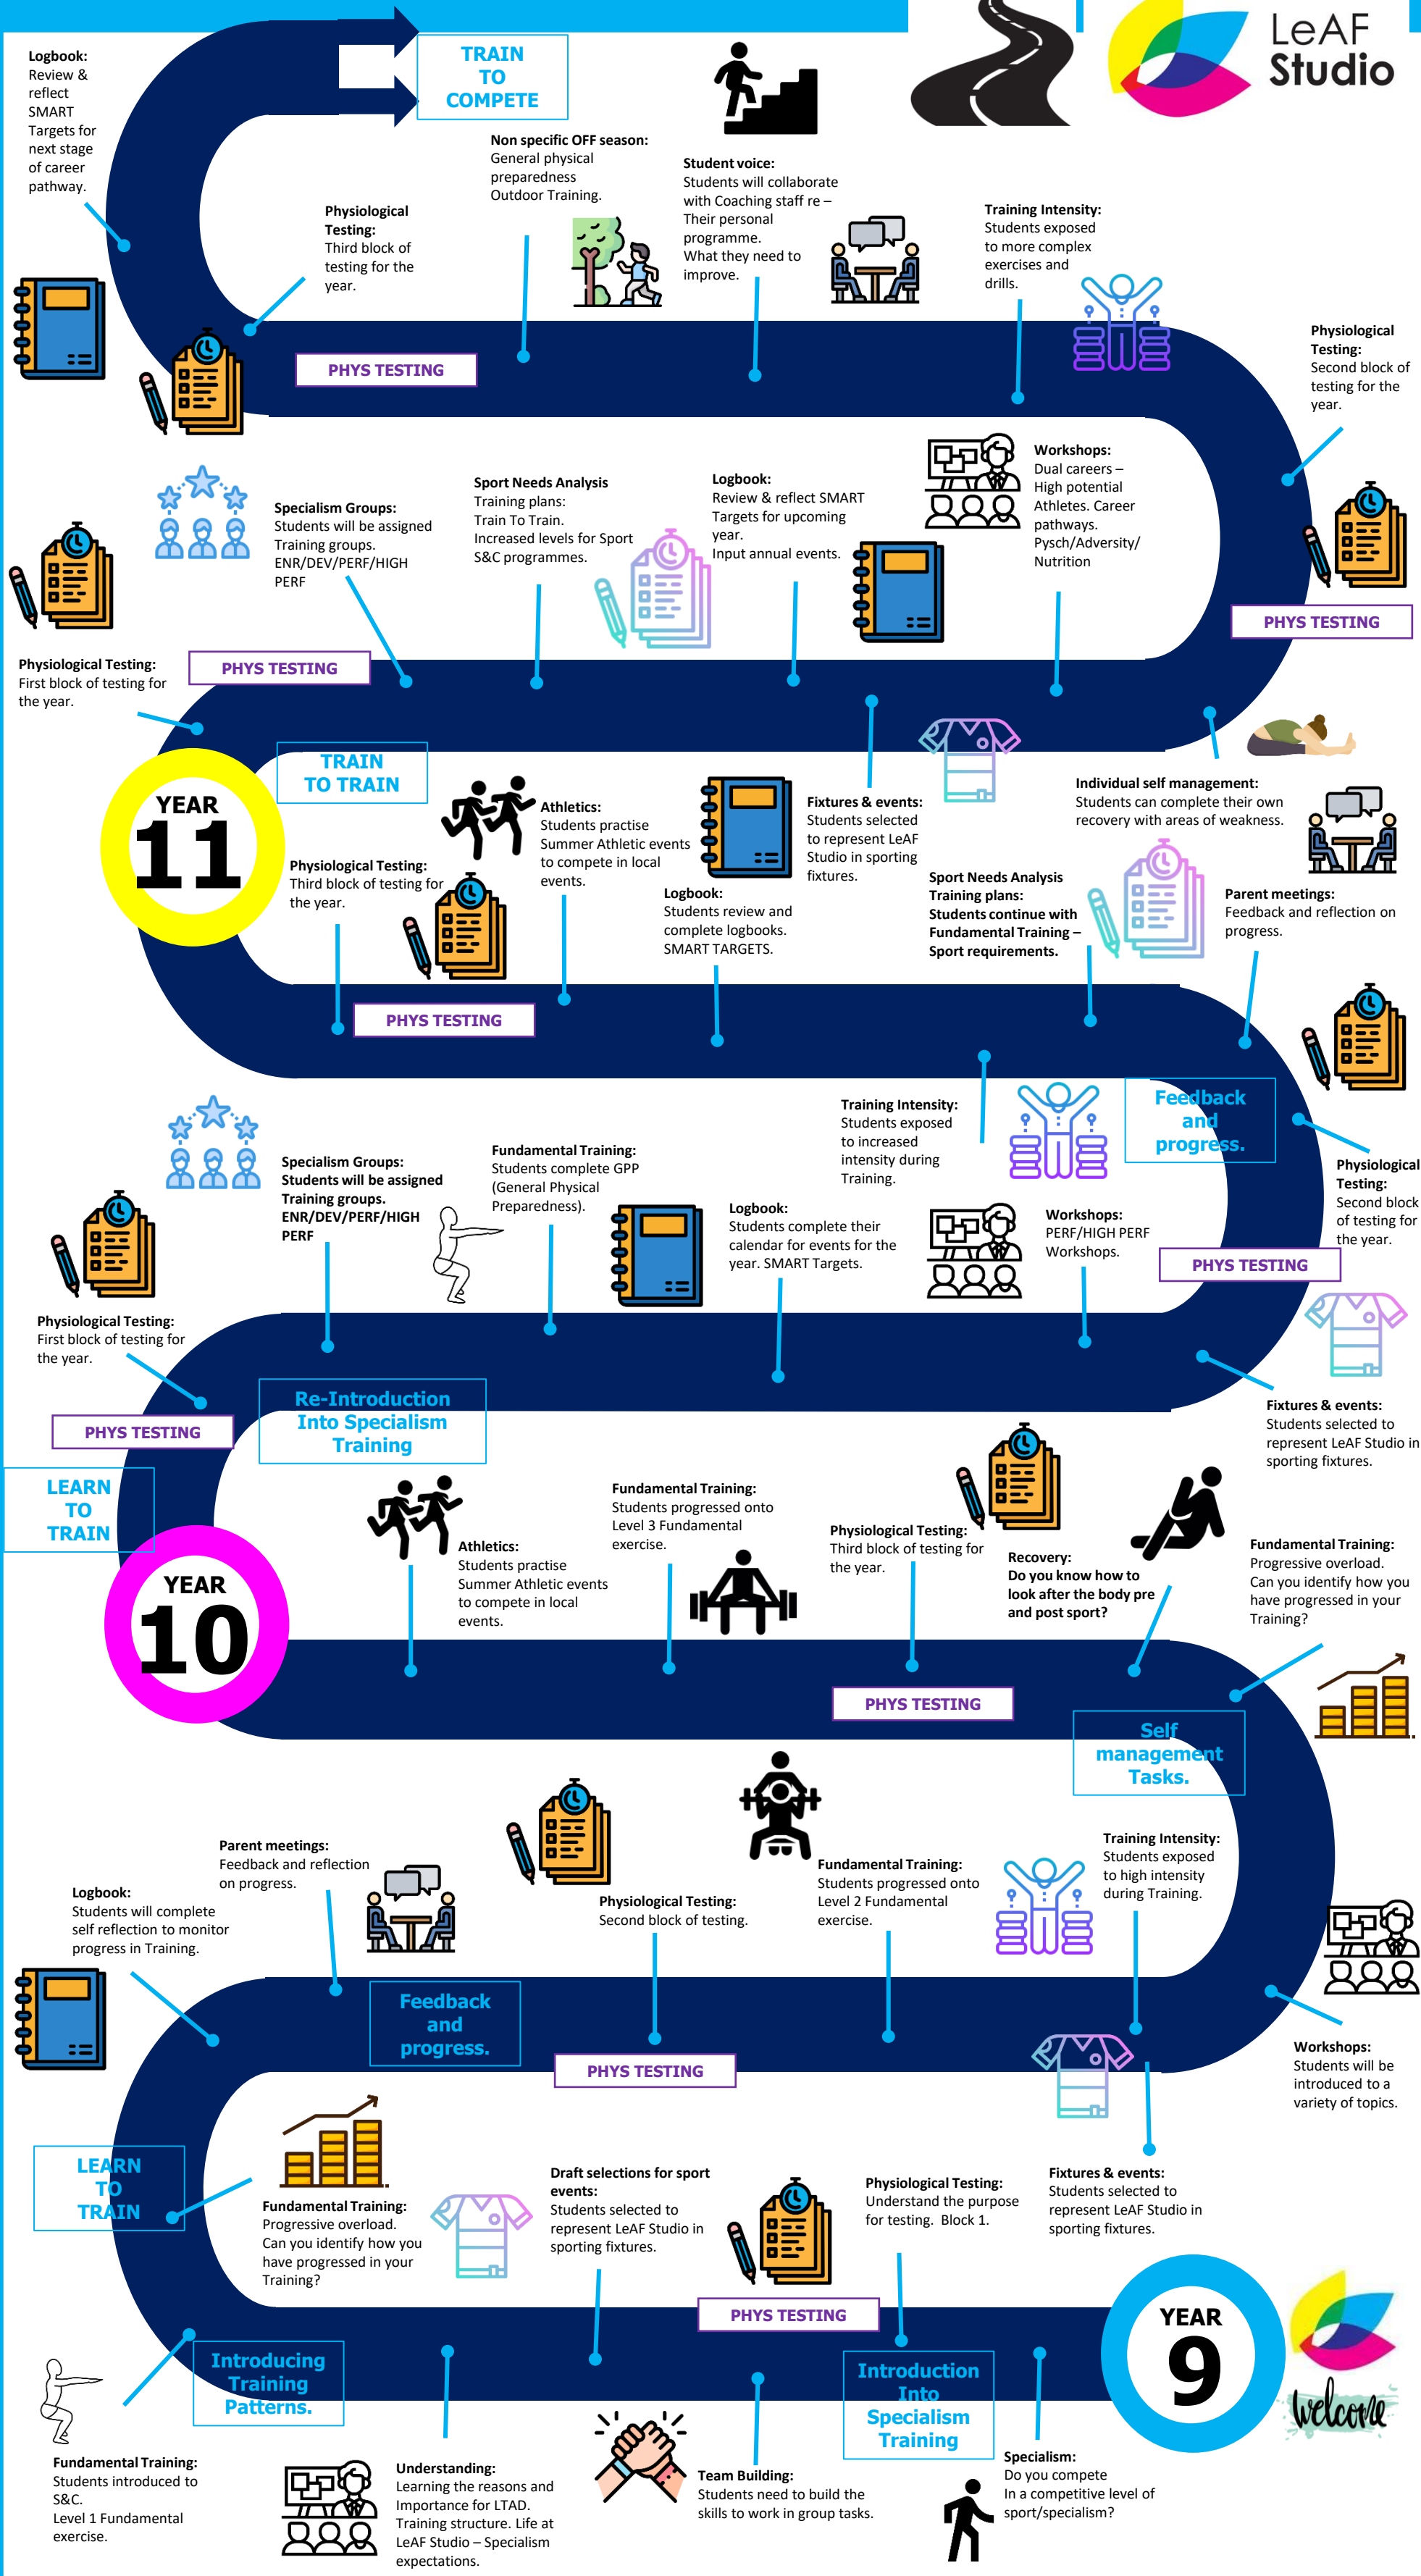 LeAF
Studio
TRAIN
TO
COMPETE
Logbook:
Review &
reflect
SMART
Targets for
next stage
of career
pathway.
Physiological
Testing:
Third block of
testing for the
year.
Non specific OFF season:
General physical
preparedness
Outdoor Training.
Student voice:
Students will collaborate
with Coaching staff re –
Their personal
programme.
What they need to
improve.
Training Intensity:
Students exposed
to more complex
exercises and
drills.
Physiological
Testing:
Second block of
testing for the
year.
PHYS TESTING
Specialism Groups:
Students will be assigned
Training groups.
ENR/DEV/PERF/HIGH
PERF
Sport Needs Analysis
Training plans:
Train To Train.
Increased levels for Sport
S&C programmes.
Logbook:
Review & reflect SMART
Targets for upcoming
year.
Input annual events.
Workshops:
Dual careers –
High potential
Athletes. Career
pathways.
Pysch/Adversity/
Nutrition
PHYS TESTING
Physiological Testing:
First block of testing for
the year.
PHYS TESTING
TRAIN
TO TRAIN
YEAR
11
Physiological Testing:
Third block of testing for
the year.
Athletics:
Students practise
Summer Athletic events
to compete in local
events.
Logbook:
Students review and
complete logbooks.
SMART TARGETS.
Fixtures & events:
Students selected
to represent LeAF
Studio in sporting
fixtures.
Sport Needs Analysis
Training plans:
Students continue with
Fundamental Training –
Sport requirements.
Individual self management:
Students can complete their own
recovery with areas of weakness.
Parent meetings:
Feedback and reflection on
progress.
PHYS TESTING
Feedback
and
progress.
Physiological
Testing:
Second block
of testing for
the year.
PHYS TESTING
Specialism Groups:
Students will be assigned
Training groups.
ENR/DEV/PERF/HIGH
PERF
Fundamental Training:
Students complete GPP
(General Physical
Preparedness).
Logbook:
Students complete their
calendar for events for the
year. SMART Targets.
Training Intensity:
Students exposed
to increased
intensity during
Training.
Workshops:
PERF/HIGH PERF
Workshops.
Physiological Testing:
First block of testing for
the year.
PHYS TESTING
Re-Introduction
Into Specialism
Training
Fixtures & events:
Students selected to
represent LeAF Studio in
sporting fixtures.
LEARN
TO
TRAIN
YEAR
10
Athletics:
Students practise
Summer Athletic events
to compete in local
events.
Fundamental Training:
Students progressed onto
Level 3 Fundamental
exercise.
Physiological Testing:
Third block of testing for
the year.
Recovery:
Do you know how to
look after the body pre
and post sport?
Fundamental Training:
Progressive overload.
Can you identify how you
have progressed in your
Training?
PHYS TESTING
Self
management
Tasks.
Logbook:
Students will complete
self reflection to monitor
progress in Training.
Parent meetings:
Feedback and reflection
on progress.
Physiological Testing:
Second block of testing.
Fundamental Training:
Students progressed onto
Level 2 Fundamental
exercise.
Training Intensity:
Students exposed
to high intensity
during Training.
Feedback
and
progress.
PHYS TESTING
Workshops:
Students will be
introduced to a
variety of topics.
LEARN
TO
TRAIN
Fundamental Training:
Progressive overload.
Can you identify how you
have progressed in your
Training?
Draft selections for sport
events:
Students selected to
represent LeAF Studio in
sporting fixtures.
Physiological Testing:
Understand the purpose
for testing. Block 1.
Fixtures & events:
Students selected to
represent LeAF Studio in
sporting fixtures.
PHYS TESTING
YEAR
9
welcome
Introducing
Training
Patterns.
Introduction
Into
Specialism
Training
Fundamental Training:
Students introduced to
S&C.
Level 1 Fundamental
exercise.
Understanding:
Learning the reasons and
Importance for LTAD.
Training structure. Life at
LeAF Studio – Specialism
expectations.
Team Building:
Students need to build the
skills to work in group tasks.
Specialism:
Do you compete
In a competitive level of
sport/specialism?